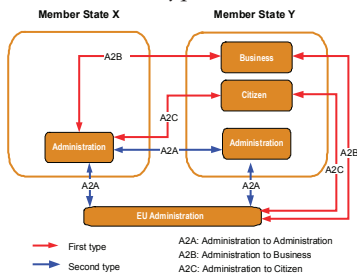 Member State X
Member State Y
A2B
Business
A2C
Citizen
Administration
A2A
Administration
A2B
A2C
A2A
A2A
EU Administration
First type
Second type
A2A: Administration to Administration
A2B: Administration to Business
A2C: Administration to Citizen